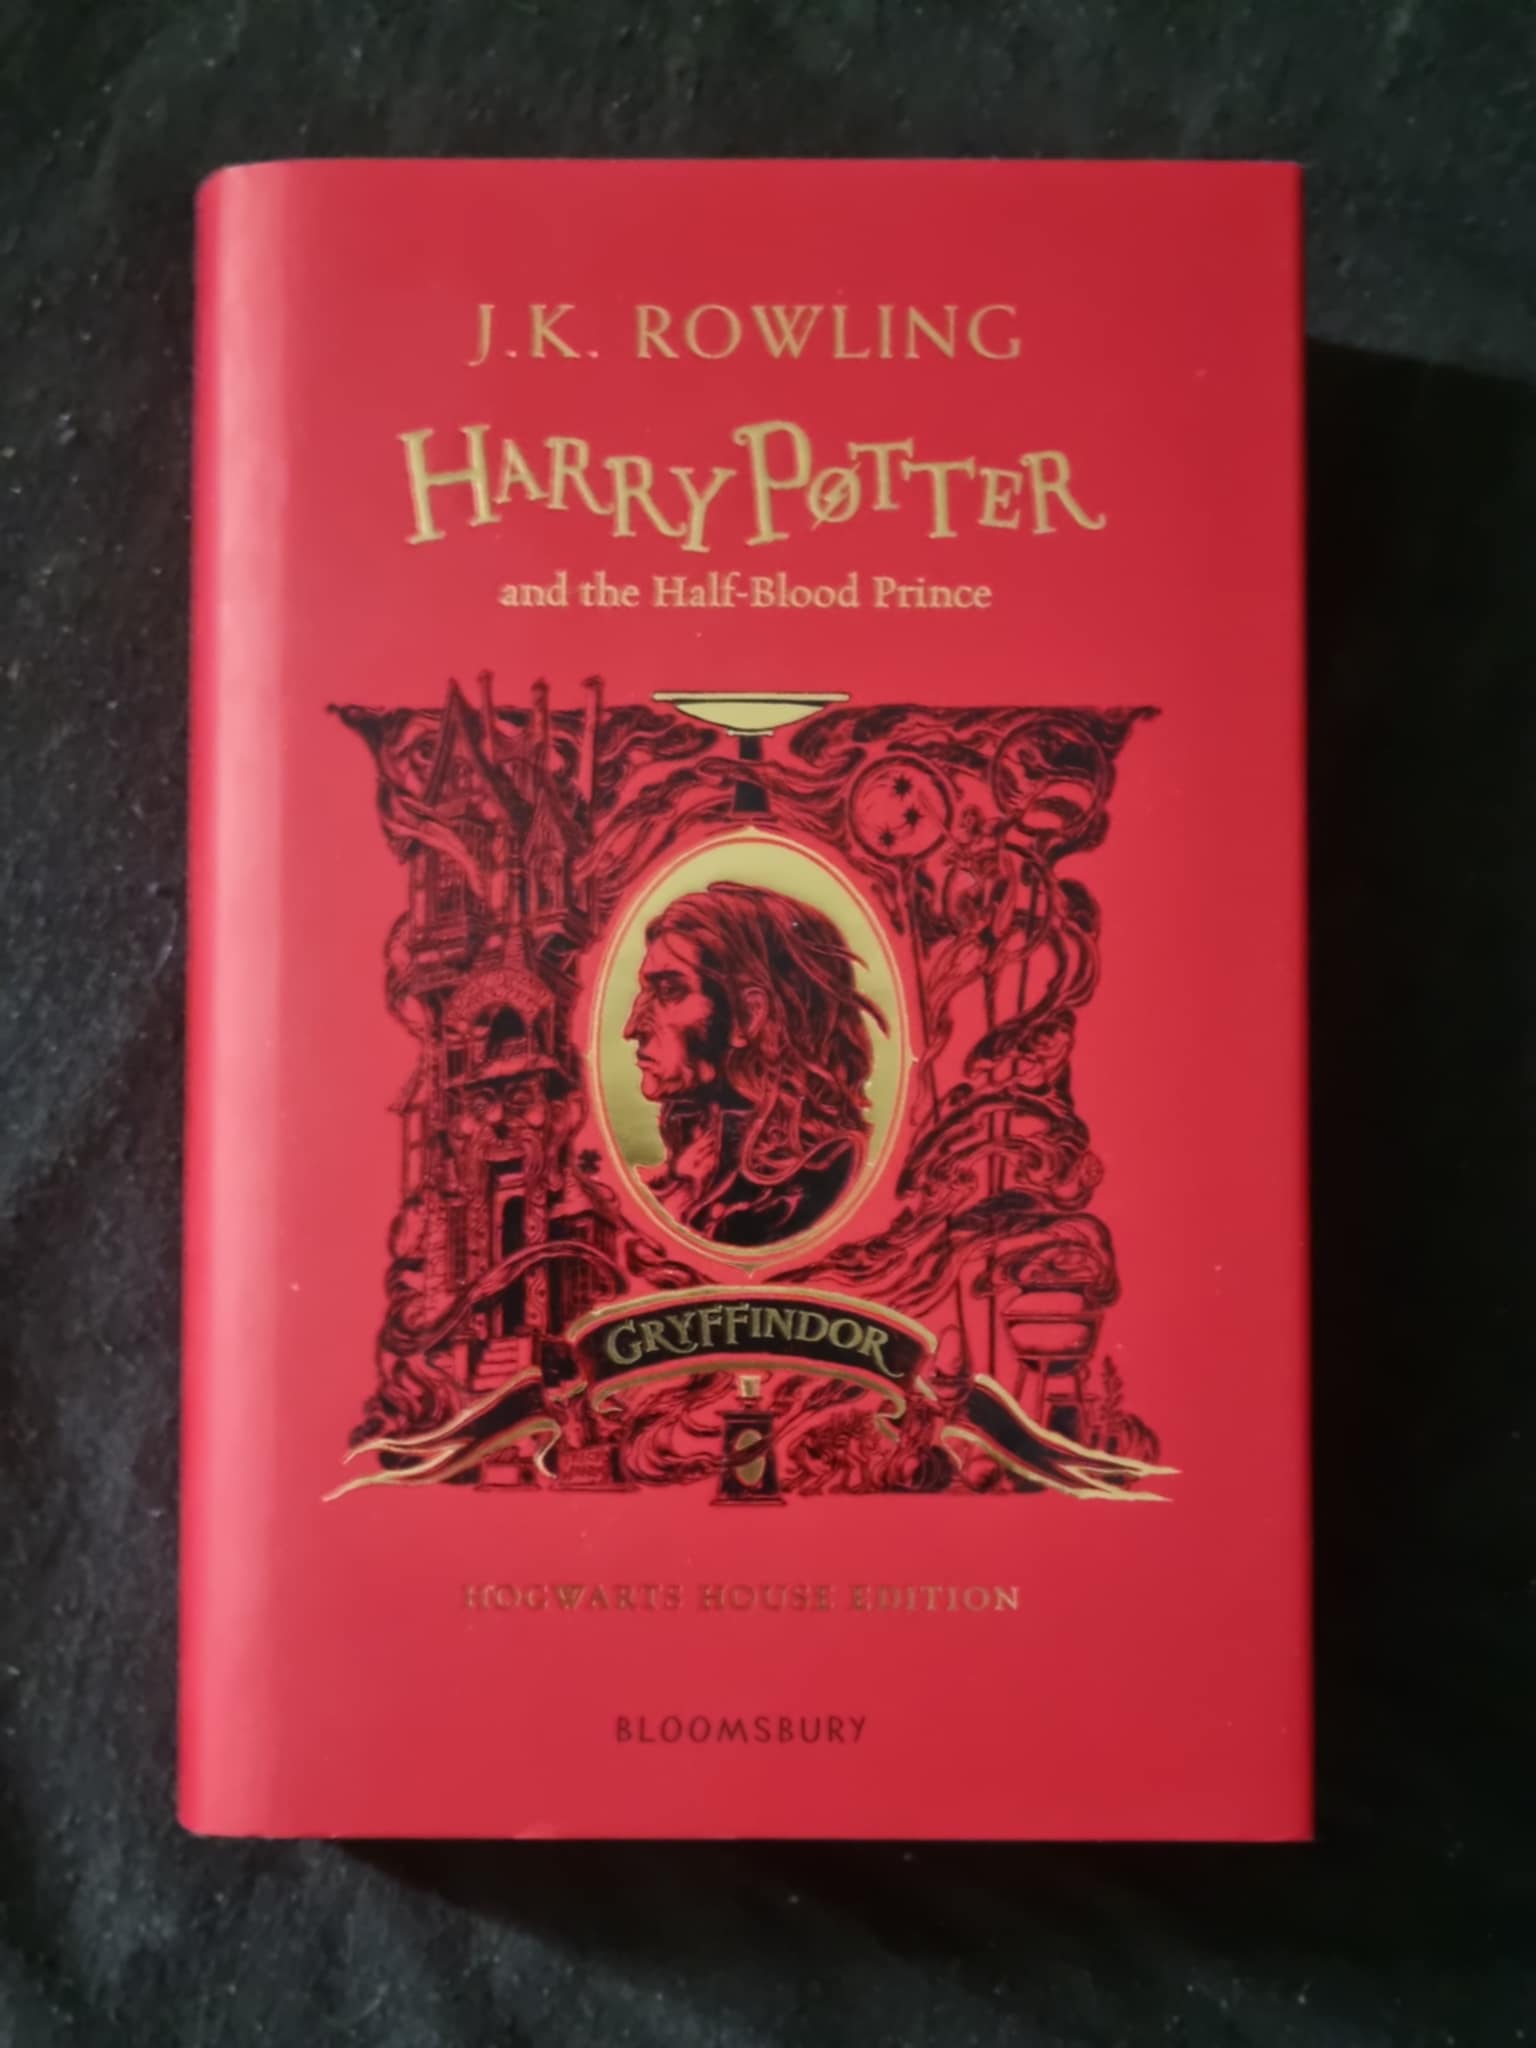 J.K. ROWLING
HARRY POTTER
and the Half-Blood Prince
GRYFFINDOR
HOGWARTS HOUSE EDITION
BLOOMSBURY